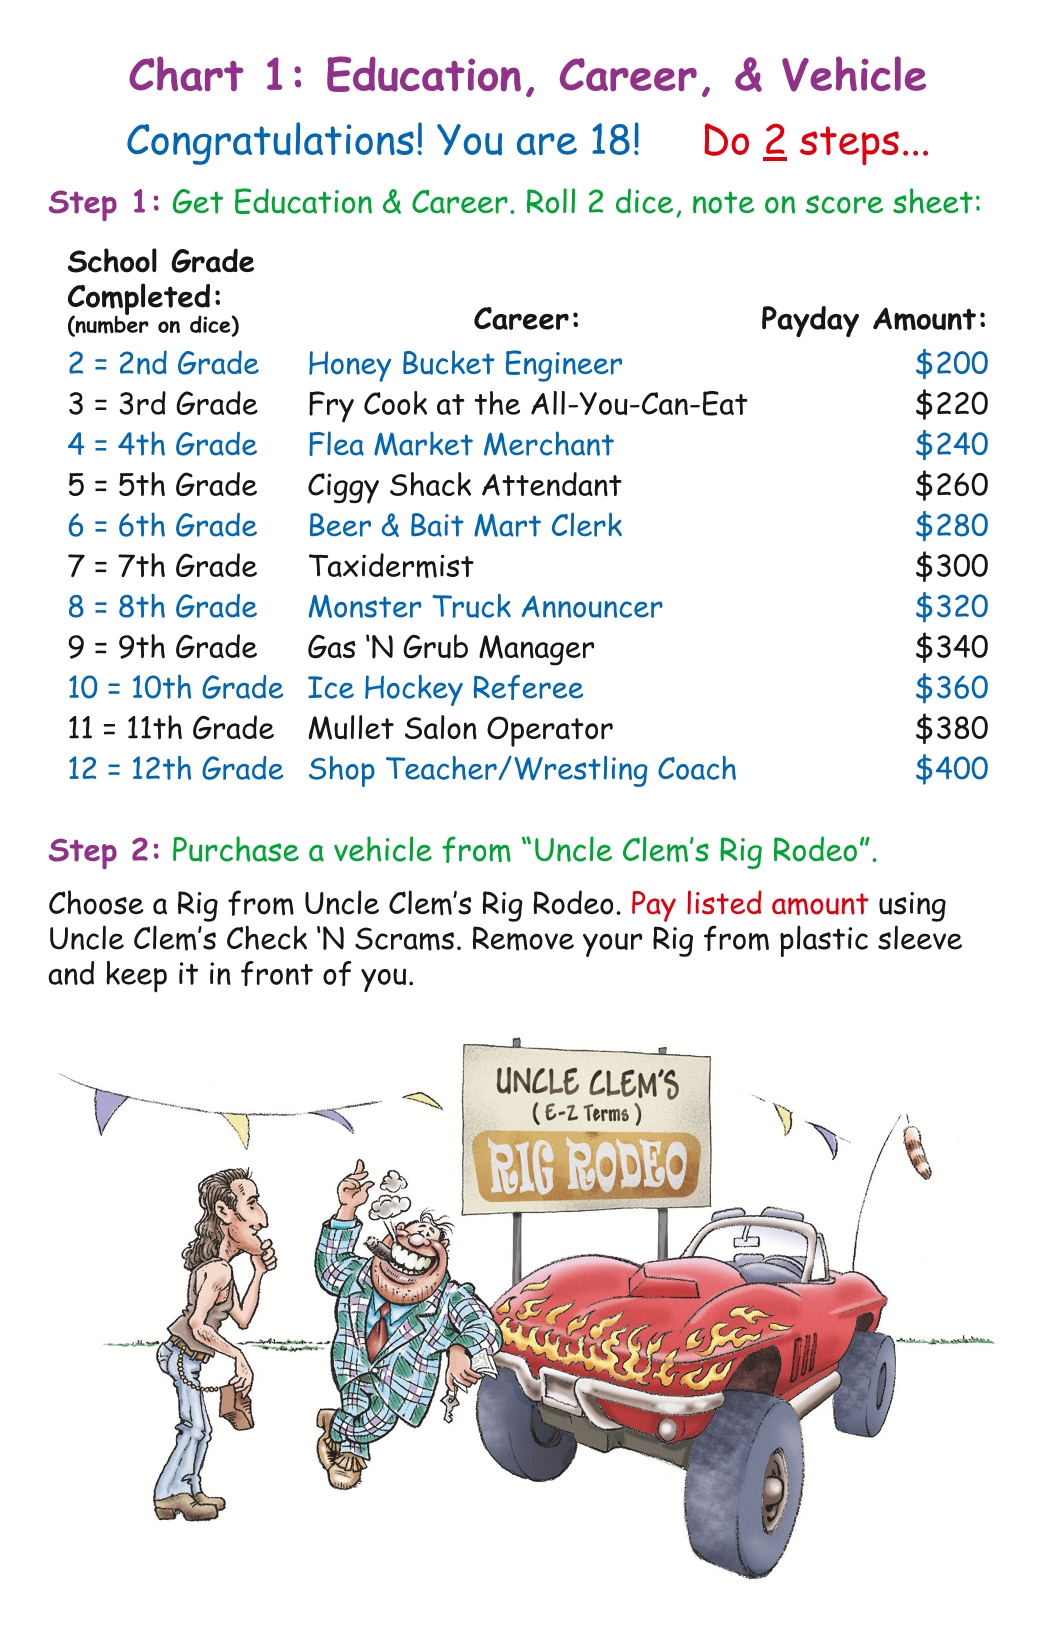 Chart 1: Education, Career, & Vehicle
Congratulations! You are 18! Do 2 steps...
Step 1: Get Education & Career. Roll 2 dice, note on score sheet:
School Grade
Completed:
(number on dice) Career: Payday Amount:
2 = 2nd Grade Honey Bucket Engineer $200
3 = 3rd Grade Fry Cook at the All-You-Can-Eat $220
4 = 4th Grade Flea Market Merchant $240
5 = 5th Grade Ciggy Shack Attendant $260
6 = 6th Grade Beer & Bait Mart Clerk $280
7 = 7th Grade Taxidermist $300
8 = 8th Grade Monster Truck Announcer $320
9 = 9th Grade Gas ‘N Grub Manager $340
10 = 10th Grade Ice Hockey Referee $360
11 = 11th Grade Mullet Salon Operator $380
12 = 12th Grade Shop Teacher/Wrestling Coach $400
Step 2: Purchase a vehicle from “Uncle Clem’s Rig Rodeo”.
Choose a Rig from Uncle Clem’s Rig Rodeo. Pay listed amount using
Uncle Clem’s Check ‘N Scrams. Remove your Rig from plastic sleeve
and keep it in front of you.
UNCLE CLEM'S
( E-Z Terms )
RIG RODEO